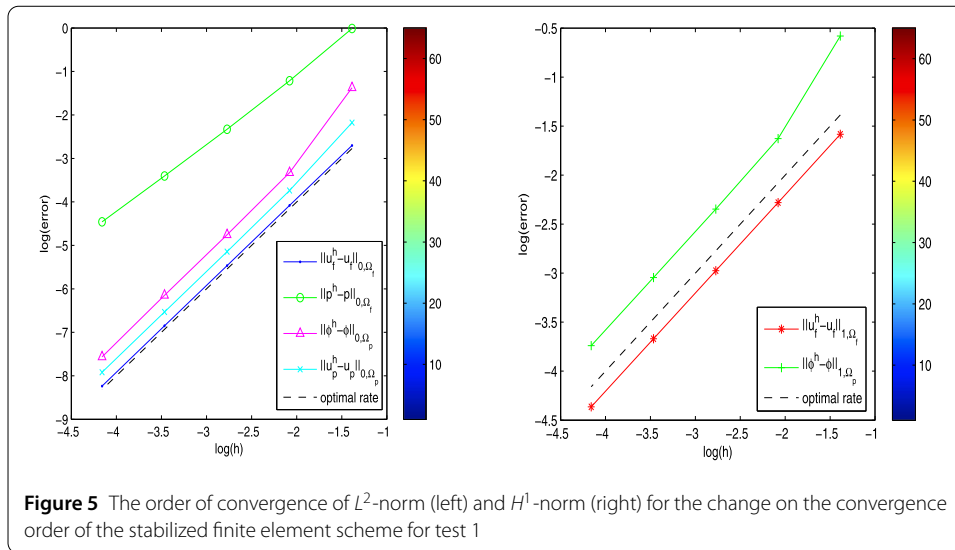 0
-1
-2
-3
-4
-5
-6
-7
-8
-9
log(error)
-4.5 -4 -3.5 -3 -2.5 -2 -1.5 -1
log(h)
||u_f^h-u_f||_{0,Ω_f}
||p^h-p||_{0,Ω_f}
||ϕ^h-ϕ||_{0,Ω_p}
||u_p^h-u_p||_{0,Ω_p}
optimal rate
60
50
40
30
20
10
-0.5
-1
-1.5
-2
-2.5
-3
-3.5
-4
-4.5
log(error)
-4.5 -4 -3.5 -3 -2.5 -2 -1.5 -1
log(h)
||u_f^h-u_f||_{1,Ω_f}
||ϕ^h-ϕ||_{1,Ω_p}
optimal rate
60
50
40
30
20
10
Figure 5 The order of convergence of L²-norm (left) and H¹-norm (right) for the change on the convergence
order of the stabilized finite element scheme for test 1